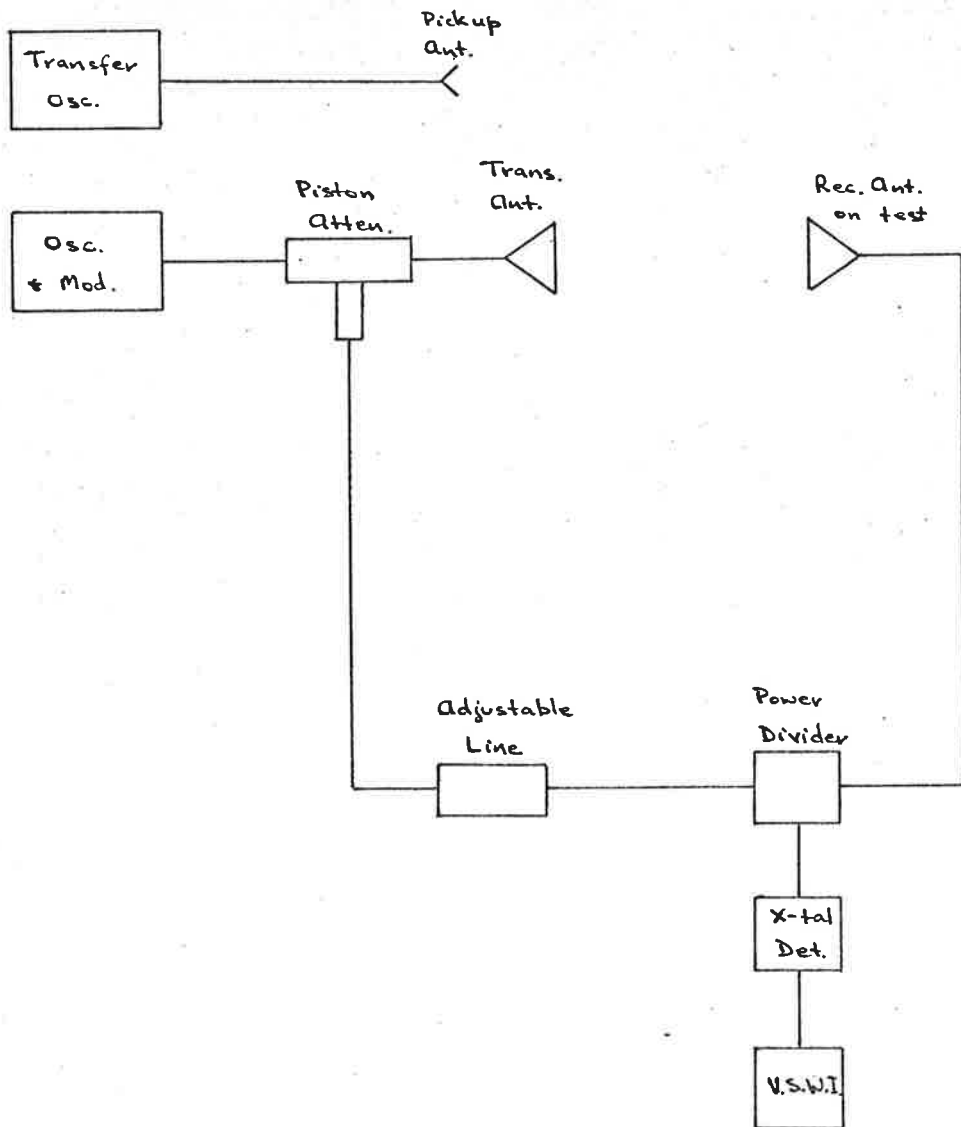 Pickup
Ant.
Transfer
Osc.
Trans.
Ant.
Piston
Atten.
Rec. Ant.
on test
Osc.
& Mod.
Adjustable
Line
Power
Divider
X-tal
Det.
V.S.W.I.